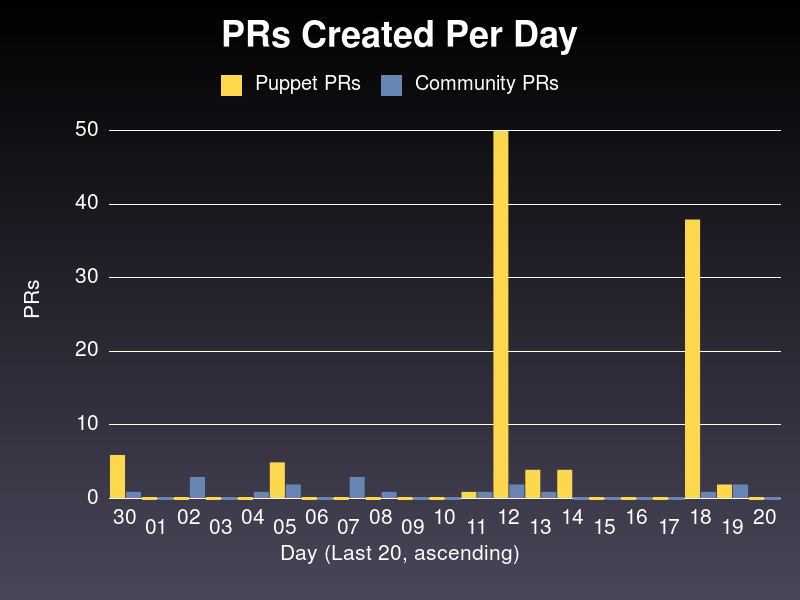 PRs Created Per Day
Puppet PRs Community PRs
50
40
30
20
10
0
PRs
30 01 02 03 04 05 06 07 08 09 10 11 12 13 14 15 16 17 18 19 20
Day (Last 20, ascending)